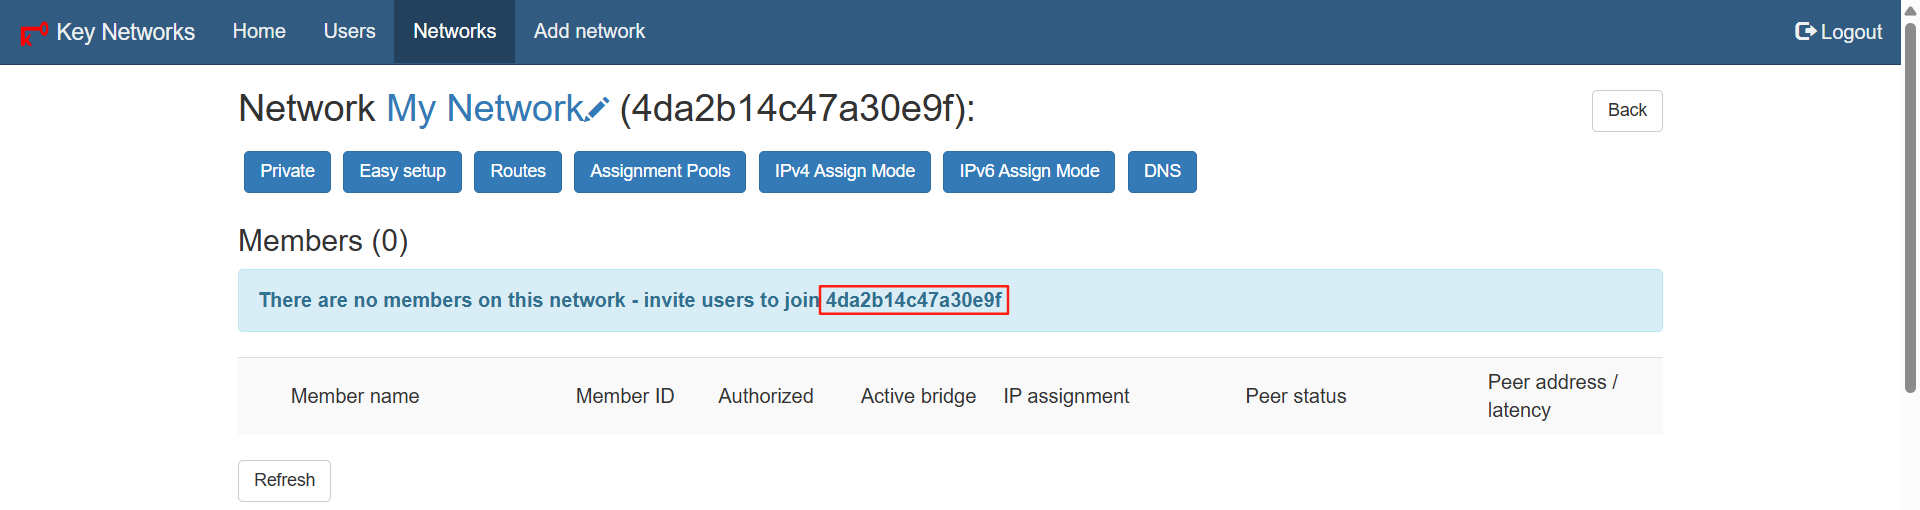 Key Networks Home Users Networks Add network Logout
Network My Network (4da2b14c47a30e9f):
Back
Private Easy setup Routes Assignment Pools IPv4 Assign Mode IPv6 Assign Mode DNS
Members (0)
There are no members on this network - invite users to join 4da2b14c47a30e9f
Member name Member ID Authorized Active bridge IP assignment Peer status Peer address /
latency
Refresh